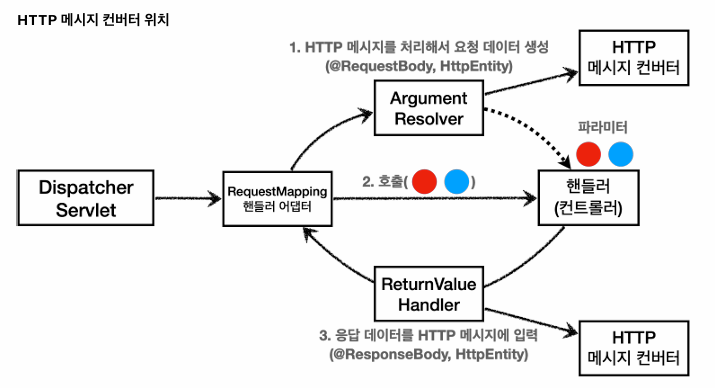 HTTP 메시지 컨버터 위치
1. HTTP 메시지를 처리해서 요청 데이터 생성
(@RequestBody, HttpEntity)
HTTP
메시지 컨버터
Argument
Resolver
파라미터
Dispatcher
Servlet
RequestMapping
핸들러 어댑터
2. 호출( )
핸들러
(컨트롤러)
ReturnValue
Handler
3. 응답 데이터를 HTTP 메시지에 입력
(@ResponseBody, HttpEntity)
HTTP
메시지 컨버터